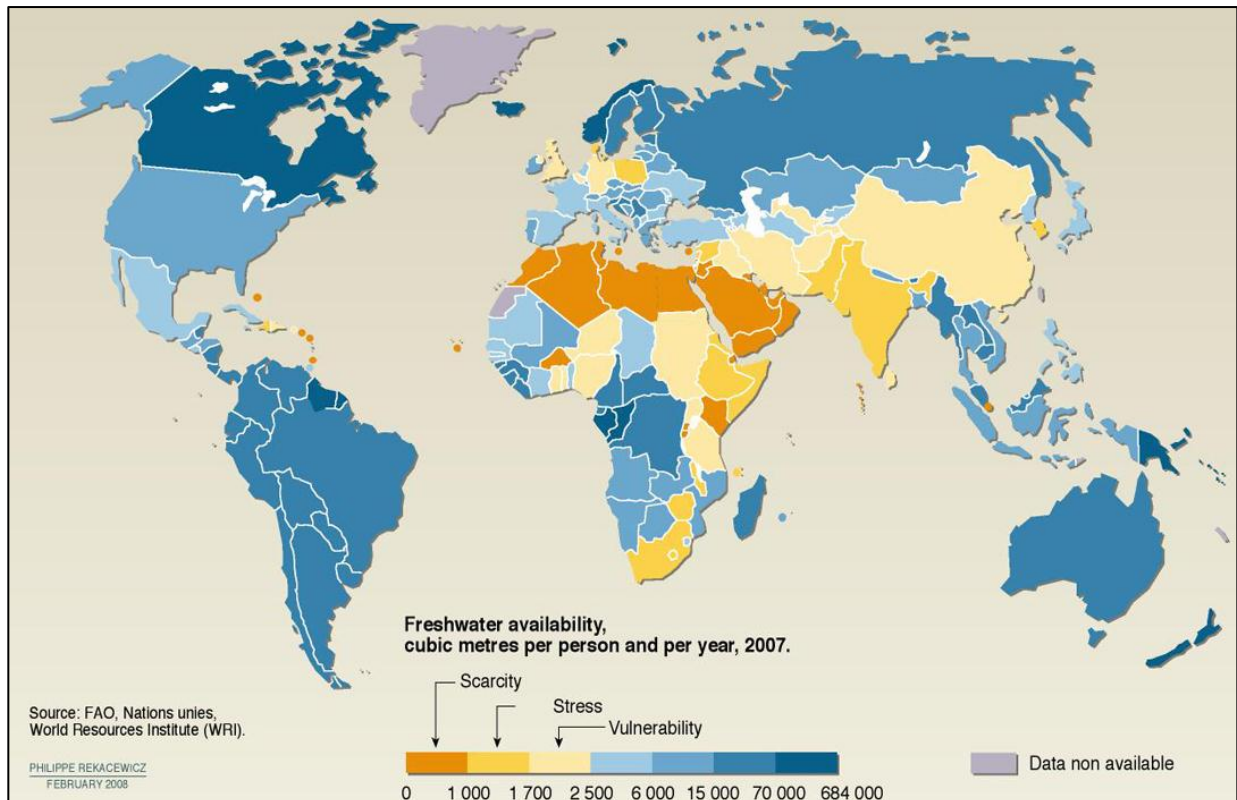 Freshwater availability,
cubic metres per person and per year, 2007.
Scarcity
Stress
Vulnerability
0 1 000 1 700 2 500 6 000 15 000 70 000 684 000
Data non available
Source: FAO, Nations unies,
World Resources Institute (WRI).
PHILIPPE REKACEWICZ
FEBRUARY 2008